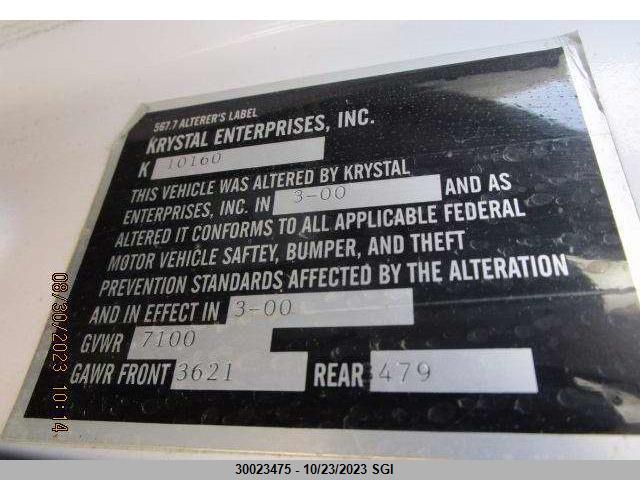 567.7 ALTERER'S LABEL
KRYSTAL ENTERPRISES, INC.
K 10160
THIS VEHICLE WAS ALTERED BY KRYSTAL
ENTERPRISES, INC. IN 3-00 AND AS
ALTERED IT CONFORMS TO ALL APPLICABLE FEDERAL
MOTOR VEHICLE SAFTEY, BUMPER, AND THEFT
PREVENTION STANDARDS AFFECTED BY THE ALTERATION
AND IN EFFECT IN 3-00
GVWR 7100
GAWR FRONT 3621 REAR 3479
08/30/2023 10:14
30023475 - 10/23/2023 SGI